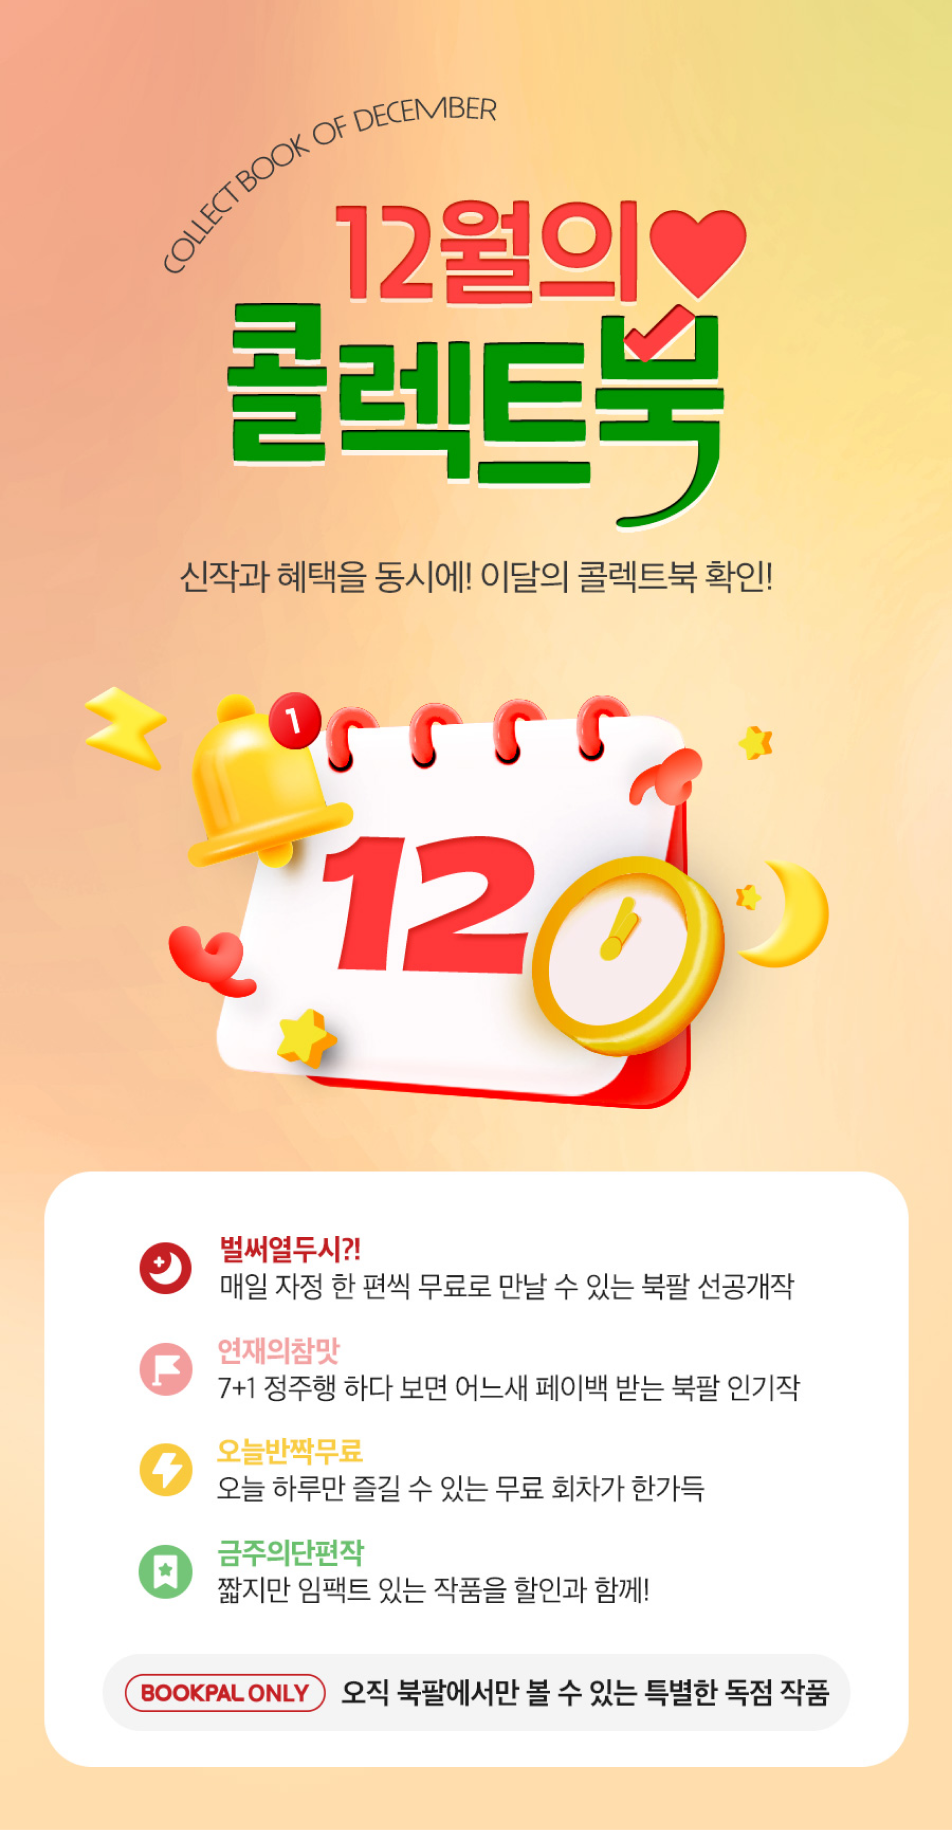 COLLECT BOOK OF DECEMBER
12월의
콜렉트북
신작과 혜택을 동시에! 이달의 콜렉트북 확인!
1
12
벌써열두시?!
매일 자정 한 편씩 무료로 만날 수 있는 북팔 선공개작
연재의참맛
7+1 정주행 하다 보면 어느새 페이백 받는 북팔 인기작
오늘반짝무료
오늘 하루만 즐길 수 있는 무료 회차가 한가득
금주의단편작
짧지만 임팩트 있는 작품을 할인과 함께!
BOOKPAL ONLY 오직 북팔에서만 볼 수 있는 특별한 독점 작품